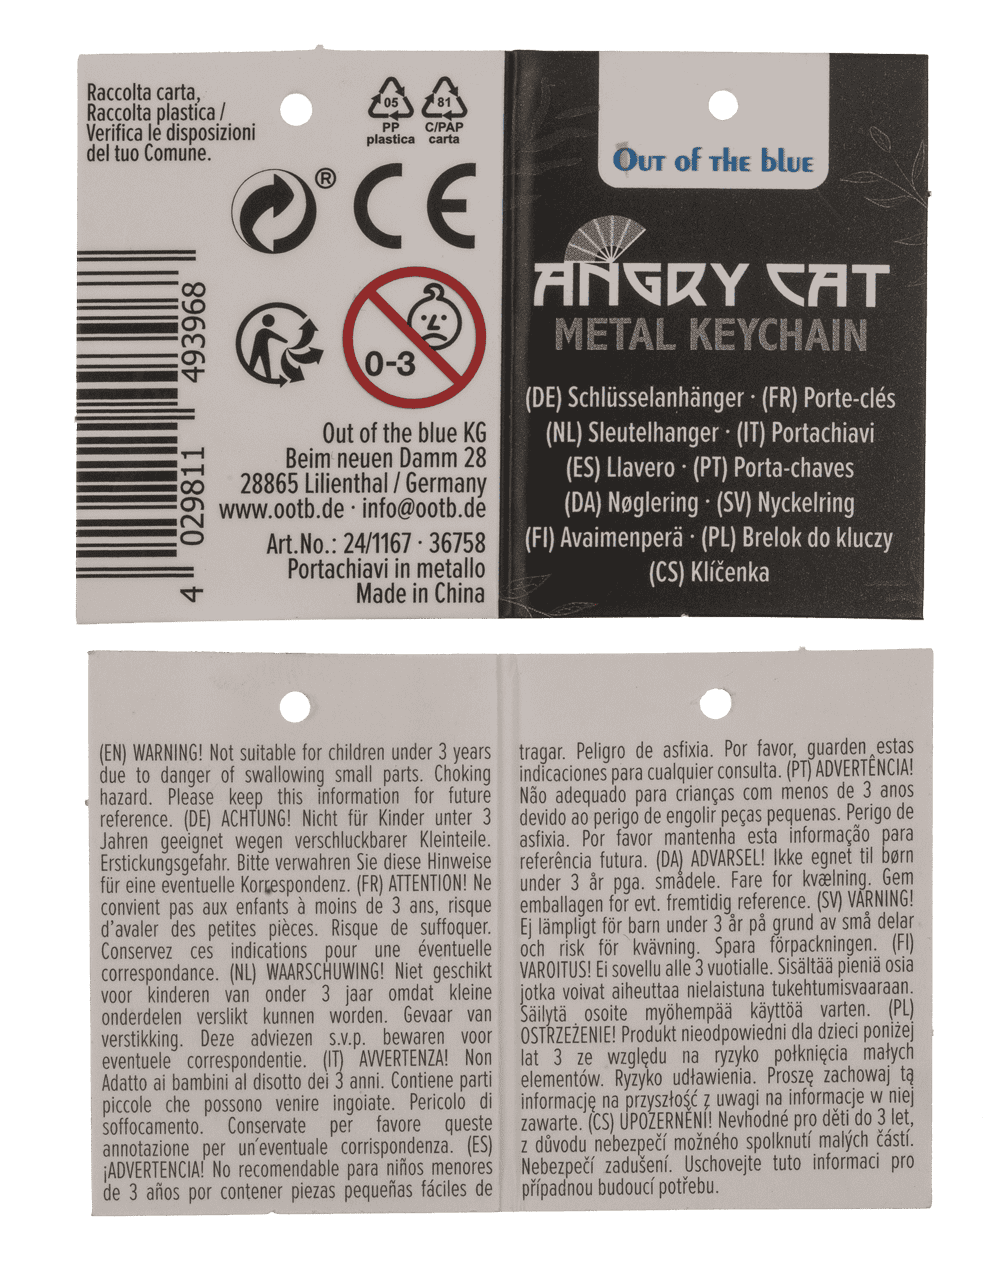 Raccolta carta,
Raccolta plastica /
Verifica le disposizioni
del tuo Comune.
05
PP
plastica
81
C/PAP
carta
®
CE
0-3
4 029811 493968
Out of the blue KG
Beim neuen Damm 28
28865 Lilienthal / Germany
www.ootb.de · info@ootb.de
Art.No.: 24/1167 · 36758
Portachiavi in metallo
Made in China
Out of the blue
ANGRY CAT
METAL KEYCHAIN
(DE) Schlüsselanhänger · (FR) Porte-clés
(NL) Sleutelhanger · (IT) Portachiavi
(ES) Llavero · (PT) Porta-chaves
(DA) Nøglering · (SV) Nyckelring
(FI) Avaimenperä · (PL) Brelok do kluczy
(CS) Klíčenka
(EN) WARNING! Not suitable for children under 3 years
due to danger of swallowing small parts. Choking
hazard. Please keep this information for future
reference. (DE) ACHTUNG! Nicht für Kinder unter 3
Jahren geeignet wegen verschluckbarer Kleinteile.
Erstickungsgefahr. Bitte verwahren Sie diese Hinweise
für eine eventuelle Korrespondenz. (FR) ATTENTION! Ne
convient pas aux enfants à moins de 3 ans, risque
d'avaler des petites pièces. Risque de suffoquer.
Conservez ces indications pour une éventuelle
correspondance. (NL) WAARSCHUWING! Niet geschikt
voor kinderen van onder 3 jaar omdat kleine
onderdelen verslikt kunnen worden. Gevaar van
verstikking. Deze adviezen s.v.p. bewaren voor
eventuele correspondentie. (IT) AVVERTENZA! Non
Adatto ai bambini al disotto dei 3 anni. Contiene parti
piccole che possono venire ingoiate. Pericolo di
soffocamento. Conservate per favore queste
annotazione per un'eventuale corrispondenza. (ES)
¡ADVERTENCIA! No recomendable para niños menores
de 3 años por contener piezas pequeñas fáciles de
tragar. Peligro de asfixia. Por favor, guarden estas
indicaciones para cualquier consulta. (PT) ADVERTÊNCIA!
Não adequado para crianças com menos de 3 anos
devido ao perigo de engolir peças pequenas. Perigo de
asfixia. Por favor mantenha esta informação para
referência futura. (DA) ADVARSEL! Ikke egnet til børn
under 3 år pga. smådele. Fare for kvælning. Gem
emballagen for evt. fremtidig reference. (SV) VARNING!
Ej lämpligt för barn under 3 år på grund av små delar
och risk för kvävning. Spara förpackningen. (FI)
VAROITUS! Ei sovellu alle 3 vuotialle. Sisältää pieniä osia
jotka voivat aiheuttaa nielaistuna tukehtumisvaaraan.
Säilytä osoite myöhempää käyttöä varten. (PL)
OSTRZEŻENIE! Produkt nieodpowiedni dla dzieci poniżej
lat 3 ze względu na ryzyko połknięcia małych
elementów. Ryzyko udławienia. Proszę zachowaj tą
informację na przyszłość z uwagi na informacje w niej
zawarte. (CS) UPOZERNĚNÍ! Nevhodné pro děti do 3 let,
z důvodu nebezpečí možného spolknutí malých částí.
Nebezpečí zadušení. Uschovejte tuto informaci pro
případnou budoucí potřebu.